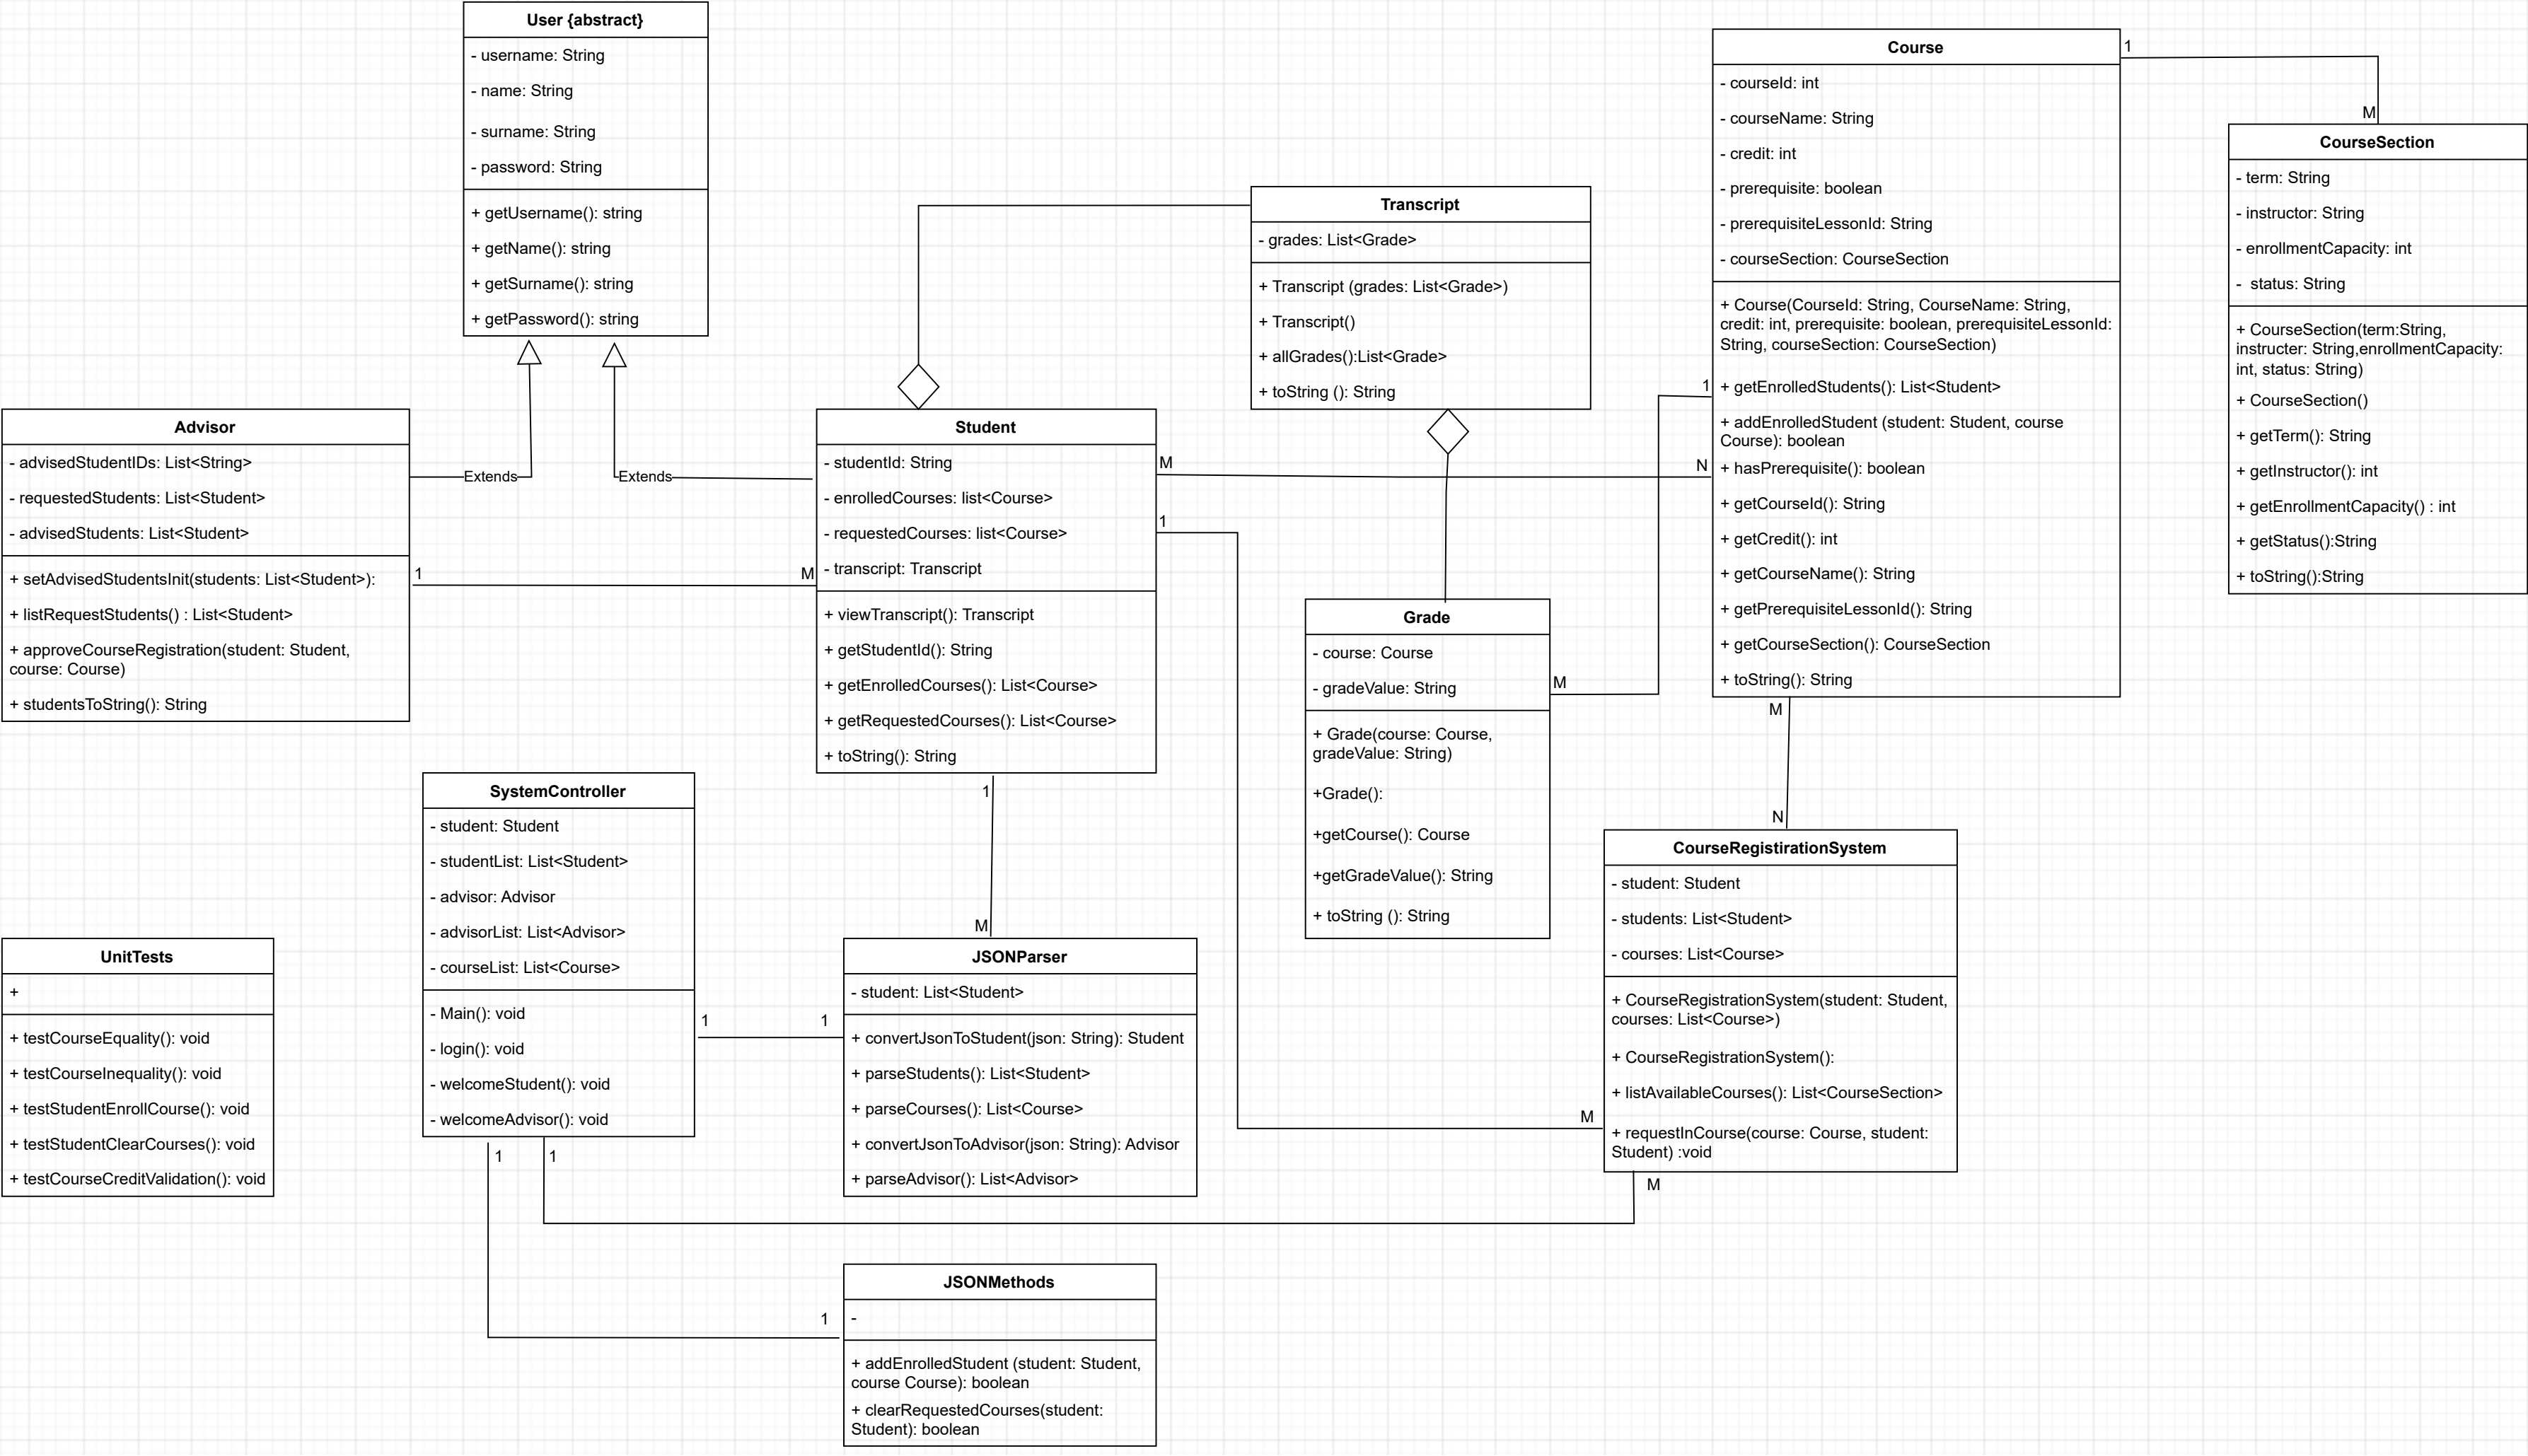 User {abstract}
- username: String
- name: String
- surname: String
- password: String
+ getUsername(): string
+ getName(): string
+ getSurname(): string
+ getPassword(): string
Extends
Extends
Advisor
- advisedStudentIDs: List<String>
- requestedStudents: List<Student>
- advisedStudents: List<Student>
+ setAdvisedStudentsInit(students: List<Student>):
+ listRequestStudents() : List<Student>
+ approveCourseRegistration(student: Student,
course: Course)
+ studentsToString(): String
1
M
Student
- studentId: String
- enrolledCourses: list<Course>
- requestedCourses: list<Course>
- transcript: Transcript
+ viewTranscript(): Transcript
+ getStudentId(): String
+ getEnrolledCourses(): List<Course>
+ getRequestedCourses(): List<Course>
+ toString(): String
M
N
1
M
1
M
Transcript
- grades: List<Grade>
+ Transcript (grades: List<Grade>)
+ Transcript()
+ allGrades():List<Grade>
+ toString (): String
Grade
- course: Course
- gradeValue: String
+ Grade(course: Course,
gradeValue: String)
+Grade():
+getCourse(): Course
+getGradeValue(): String
+ toString (): String
M
1
Course
- courseId: int
- courseName: String
- credit: int
- prerequisite: boolean
- prerequisiteLessonId: String
- courseSection: CourseSection
+ Course(CourseId: String, CourseName: String,
credit: int, prerequisite: boolean, prerequisiteLessonId:
String, courseSection: CourseSection)
+ getEnrolledStudents(): List<Student>
+ addEnrolledStudent (student: Student, course
Course): boolean
+ hasPrerequisite(): boolean
+ getCourseId(): String
+ getCredit(): int
+ getCourseName(): String
+ getPrerequisiteLessonId(): String
+ getCourseSection(): CourseSection
+ toString(): String
1
M
CourseSection
- term: String
- instructor: String
- enrollmentCapacity: int
-  status: String
+ CourseSection(term:String,
instructer: String,enrollmentCapacity:
int, status: String)
+ CourseSection()
+ getTerm(): String
+ getInstructor(): int
+ getEnrollmentCapacity() : int
+ getStatus():String
+ toString():String
M
N
CourseRegistirationSystem
- student: Student
- students: List<Student>
- courses: List<Course>
+ CourseRegistrationSystem(student: Student,
courses: List<Course>)
+ CourseRegistrationSystem():
+ listAvailableCourses(): List<CourseSection>
+ requestInCourse(course: Course, student:
Student) :void
M
SystemController
- student: Student
- studentList: List<Student>
- advisor: Advisor
- advisorList: List<Advisor>
- courseList: List<Course>
- Main(): void
- login(): void
- welcomeStudent(): void
- welcomeAdvisor(): void
1
1
1
1
JSONParser
- student: List<Student>
+ convertJsonToStudent(json: String): Student
+ parseStudents(): List<Student>
+ parseCourses(): List<Course>
+ convertJsonToAdvisor(json: String): Advisor
+ parseAdvisor(): List<Advisor>
UnitTests
+
+ testCourseEquality(): void
+ testCourseInequality(): void
+ testStudentEnrollCourse(): void
+ testStudentClearCourses(): void
+ testCourseCreditValidation(): void
1
JSONMethods
-
+ addEnrolledStudent (student: Student,
course Course): boolean
+ clearRequestedCourses(student:
Student): boolean